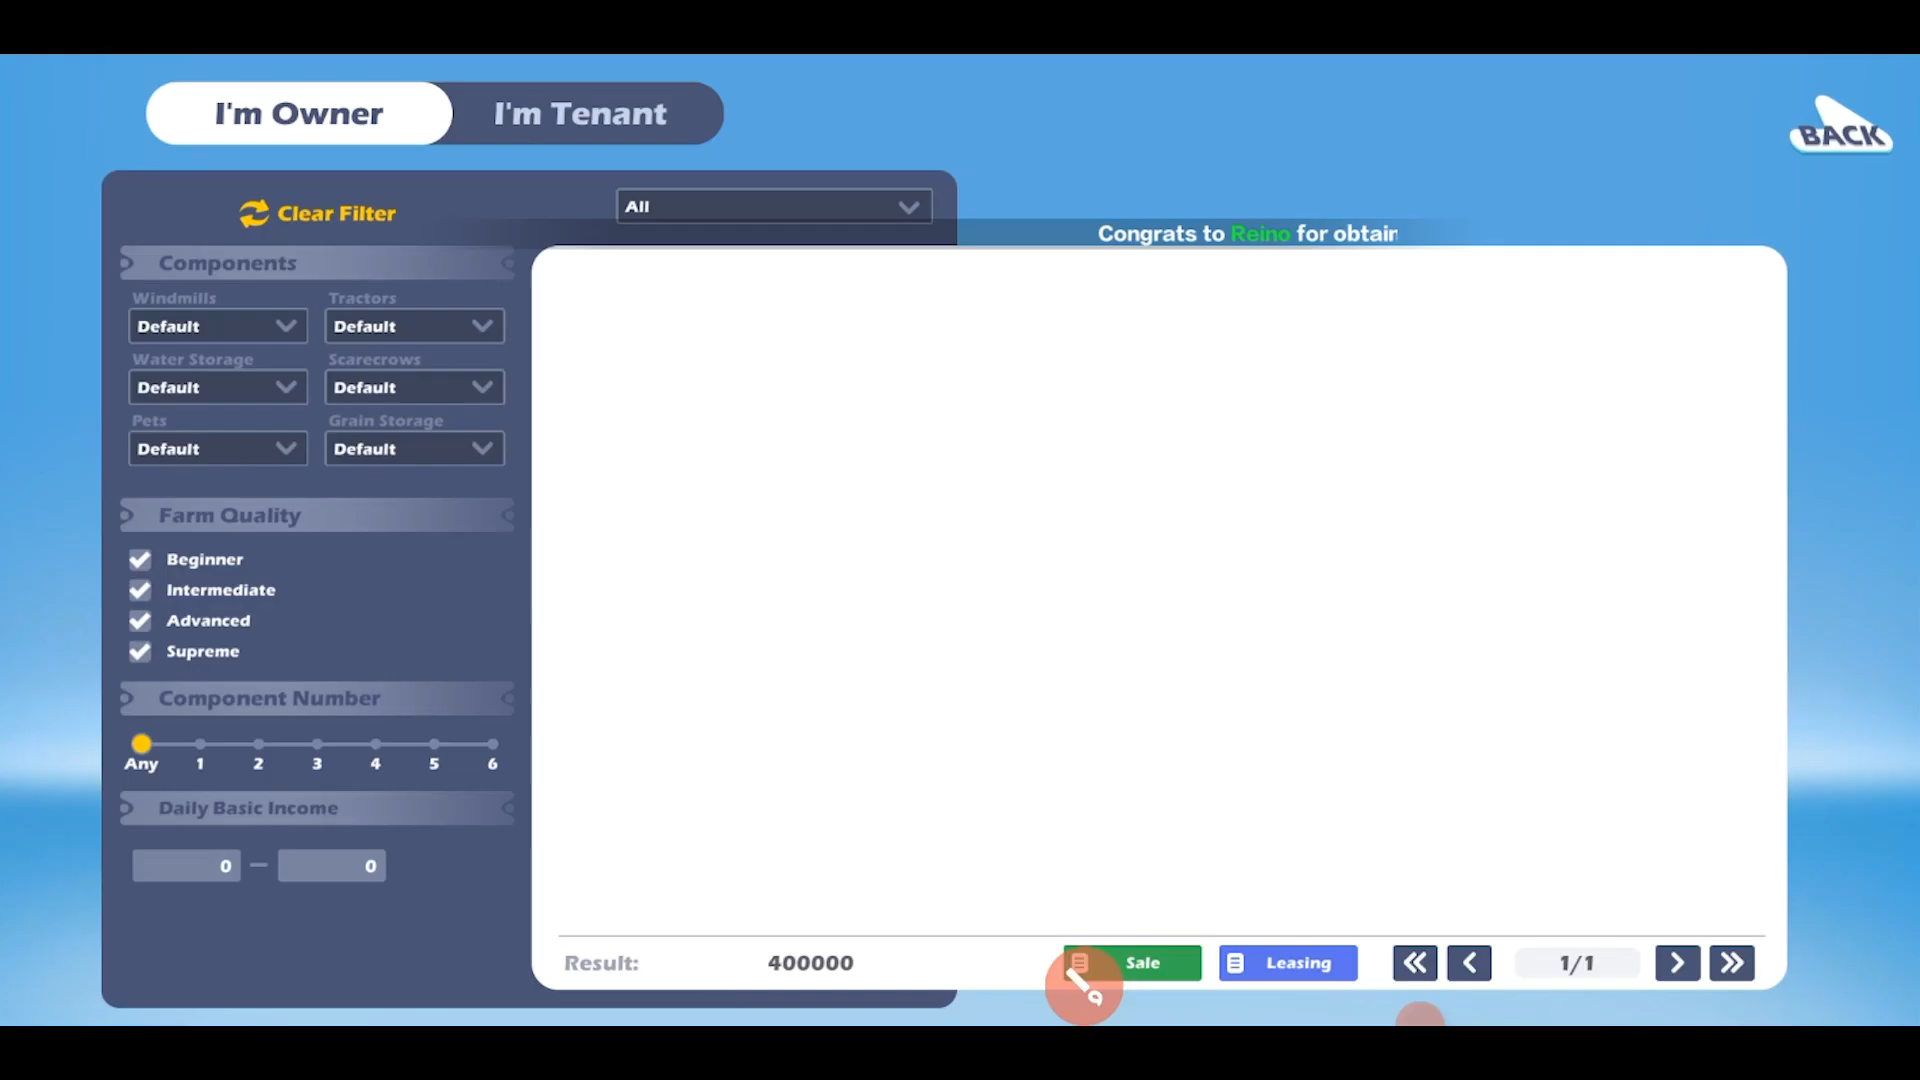 I'm Owner
I'm Tenant
BACK
Clear Filter
All
Congrats to Reino for obtain
Components
Windmills
Tractors
Default
Default
Water Storage
Scarecrows
Default
Default
Pets
Grain Storage
Default
Default
Farm Quality
Beginner
Intermediate
Advanced
Supreme
Component Number
Any 1 2 3 4 5 6
Daily Basic Income
0 — 0
Result: 400000
Sale
Leasing
1/1